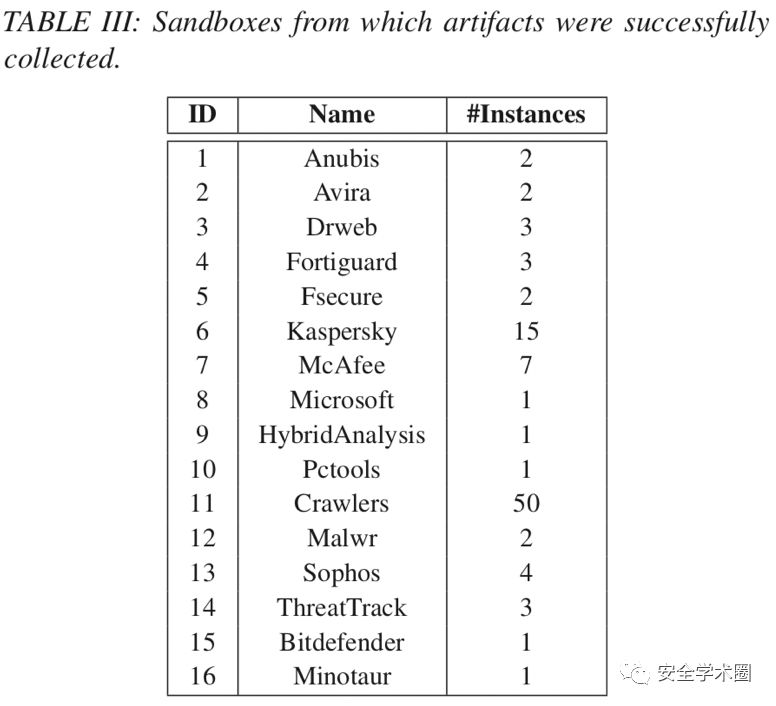 TABLE III: Sandboxes from which artifacts were successfully
collected.
ID Name #Instances
1 Anubis 2
2 Avira 2
3 Drweb 3
4 Fortiguard 3
5 Fsecure 2
6 Kaspersky 15
7 McAfee 7
8 Microsoft 1
9 HybridAnalysis 1
10 Pctools 1
11 Crawlers 50
12 Malwr 2
13 Sophos 4
14 ThreatTrack 3
15 Bitdefender 1
16 Minotaur 1
安全学术圈